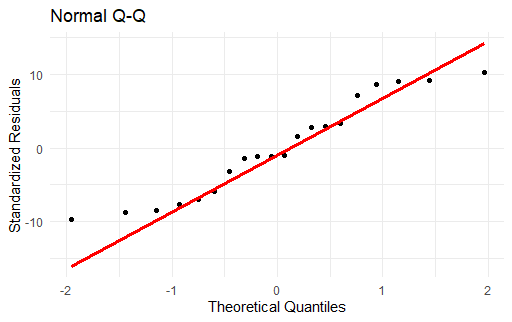 Normal Q-Q
Standardized Residuals
10
0
-10
-2
-1
0
1
2
Theoretical Quantiles